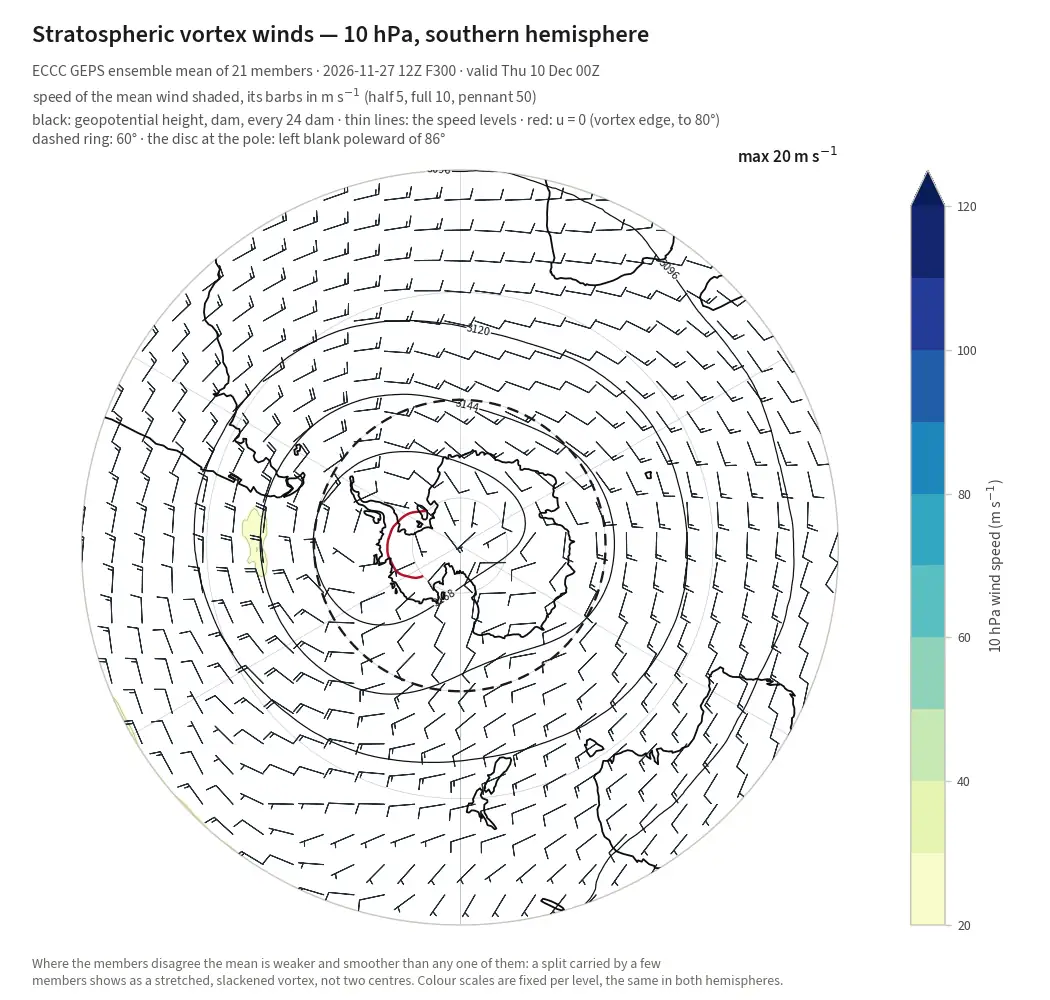 Stratospheric vortex winds — 10 hPa, southern hemisphere
ECCC GEPS ensemble mean of 21 members · 2026-11-27 12Z F300 · valid Thu 10 Dec 00Z
speed of the mean wind shaded, its barbs in m s⁻¹ (half 5, full 10, pennant 50)
black: geopotential height, dam, every 24 dam · thin lines: the speed levels · red: u = 0 (vortex edge, to 80°)
dashed ring: 60° · the disc at the pole: left blank poleward of 86°
max 20 m s⁻¹
3096
3120
3144
120
100
80
60
40
20
10 hPa wind speed (m s⁻¹)
Where the members disagree the mean is weaker and smoother than any one of them: a split carried by a few
members shows as a stretched, slackened vortex, not two centres. Colour scales are fixed per level, the same in both hemispheres.